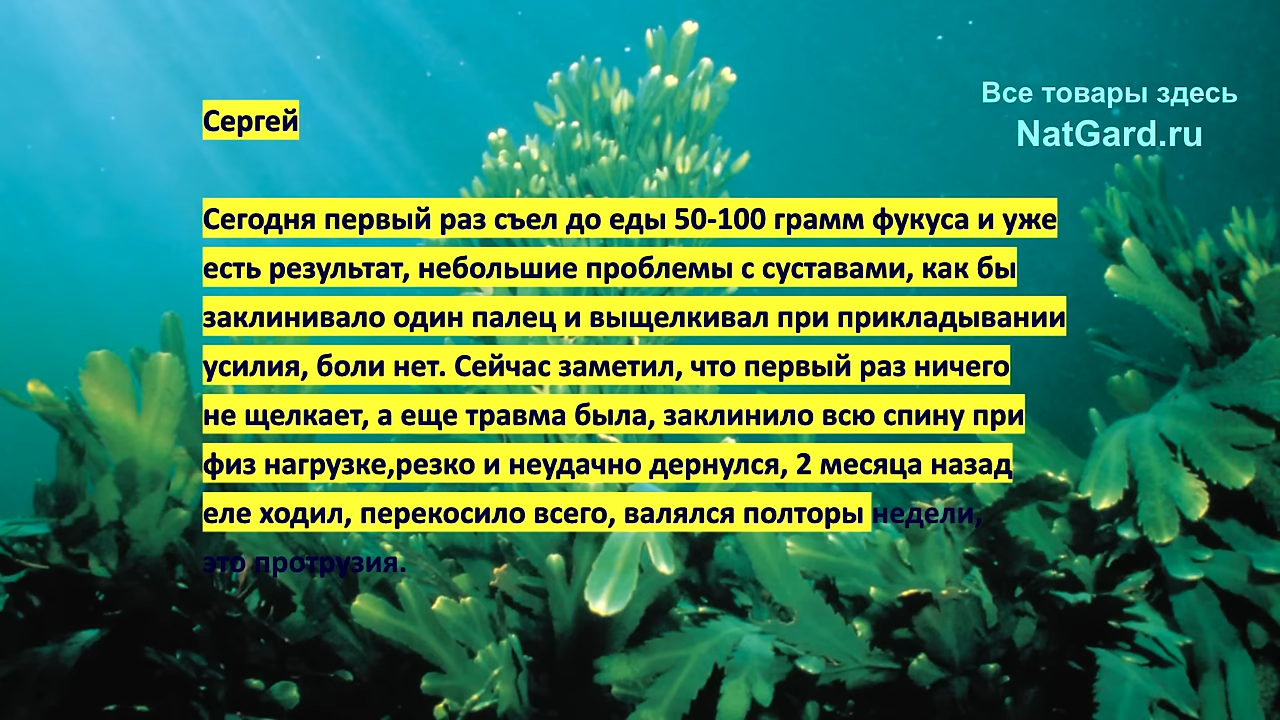 Все товары здесь
NatGard.ru
Сергей
Сегодня первый раз съел до еды 50-100 грамм фукуса и уже
есть результат, небольшие проблемы с суставами, как бы
заклинивало один палец и выщелкивал при прикладывании
усилия, боли нет. Сейчас заметил, что первый раз ничего
не щелкает, а еще травма была, заклинило всю спину при
физ нагрузке,резко и неудачно дернулся, 2 месяца назад
еле ходил, перекосило всего, валялся полторы недели,
это протрузия.